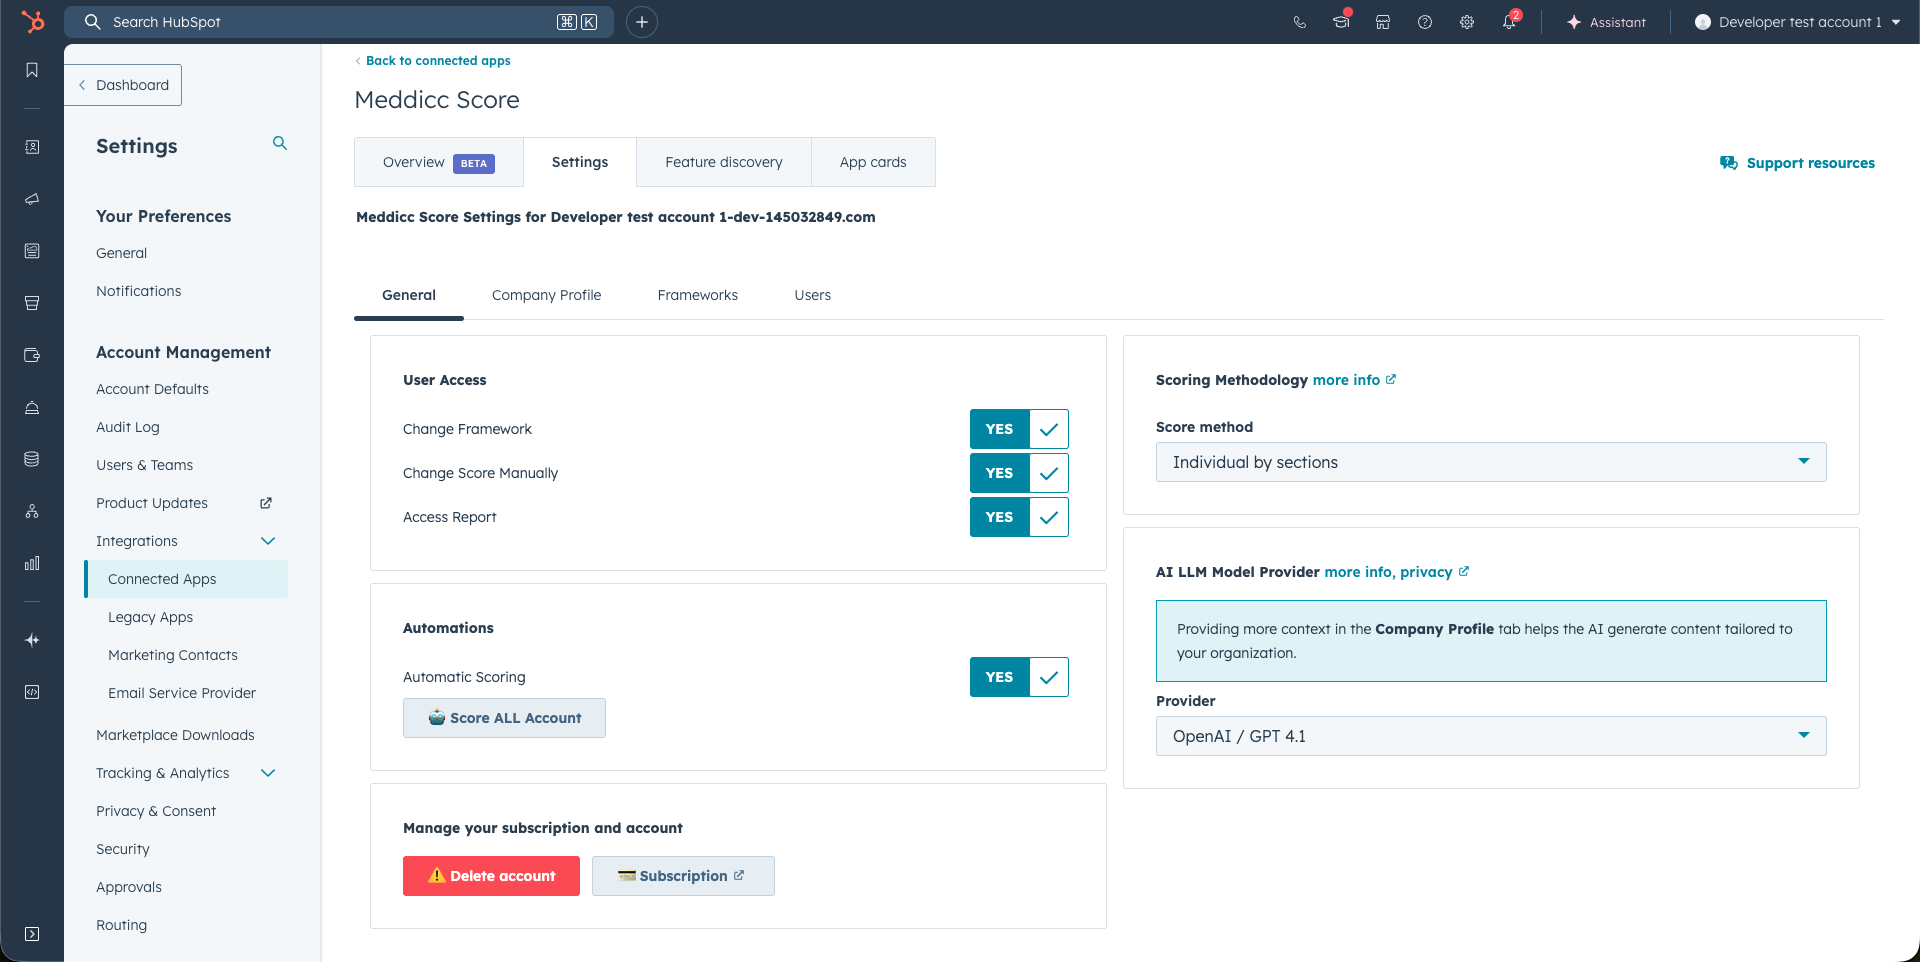 Search HubSpot
⌘ K
2
Assistant
Developer test account 1
Dashboard
Settings
Your Preferences
General
Notifications
Account Management
Account Defaults
Audit Log
Users & Teams
Product Updates
Integrations
Connected Apps
Legacy Apps
Marketing Contacts
Email Service Provider
Marketplace Downloads
Tracking & Analytics
Privacy & Consent
Security
Approvals
Routing
Back to connected apps
Meddicc Score
Overview BETA
Settings
Feature discovery
App cards
Support resources
Meddicc Score Settings for Developer test account 1-dev-145032849.com
General
Company Profile
Frameworks
Users
User Access
Change Framework YES
Change Score Manually YES
Access Report YES
Automations
Automatic Scoring YES
Score ALL Account
Manage your subscription and account
Delete account
Subscription
Scoring Methodology more info
Score method
Individual by sections
AI LLM Model Provider more info, privacy
Providing more context in the Company Profile tab helps the AI generate content tailored to
your organization.
Provider
OpenAI / GPT 4.1